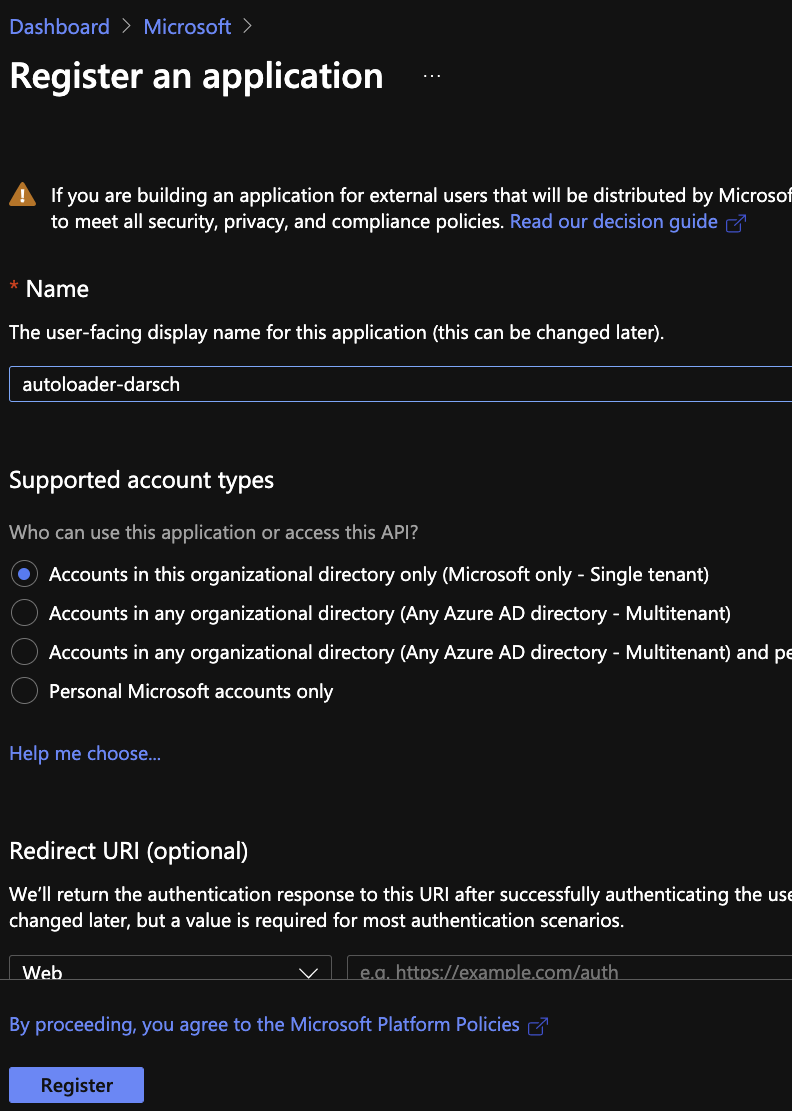 Dashboard > Microsoft >
Register an application ...
If you are building an application for external users that will be distributed by Microsof
to meet all security, privacy, and compliance policies. Read our decision guide
* Name
The user-facing display name for this application (this can be changed later).
autoloader-darsch
Supported account types
Who can use this application or access this API?
Accounts in this organizational directory only (Microsoft only - Single tenant)
Accounts in any organizational directory (Any Azure AD directory - Multitenant)
Accounts in any organizational directory (Any Azure AD directory - Multitenant) and pe
Personal Microsoft accounts only
Help me choose...
Redirect URI (optional)
We'll return the authentication response to this URI after successfully authenticating the use
changed later, but a value is required for most authentication scenarios.
Web e.g. https://example.com/auth
By proceeding, you agree to the Microsoft Platform Policies
Register